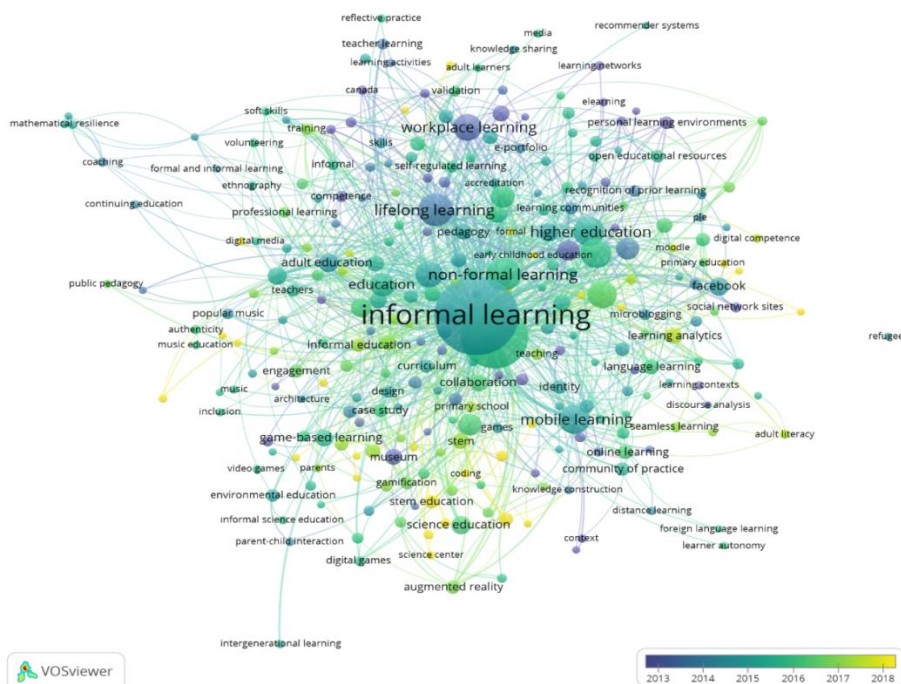 reflective practice
recommender systems
media
teacher learning
knowledge sharing
learning activities
adult learners
learning networks
canada
validation
elearning
soft skills
mathematical resilience
training
workplace learning
personal learning environments
volunteering
skills
e-portfolio
coaching
formal and informal learning
informal
self-regulated learning
open educational resources
ethnography
accreditation
continuing education
competence
recognition of prior learning
professional learning
lifelong learning
learning communities
ple
digital media
pedagogy
formal
higher education
digital competence
early childhood education
moodle
adult education
primary education
public pedagogy
teachers
education
non-formal learning
facebook
popular music
informal learning
microblogging
social network sites
authenticity
music education
informal education
learning analytics
refugee
teaching
engagement
curriculum
language learning
collaboration
music
architecture
design
identity
learning contexts
inclusion
case study
primary school
discourse analysis
games
mobile learning
seamless learning
game-based learning
stem
adult literacy
online learning
museum
video games
parents
coding
community of practice
gamification
environmental education
stem education
knowledge construction
informal science education
science education
distance learning
parent-child interaction
context
foreign language learning
digital games
science center
learner autonomy
augmented reality
intergenerational learning
VOSviewer
2013 2014 2015 2016 2017 2018